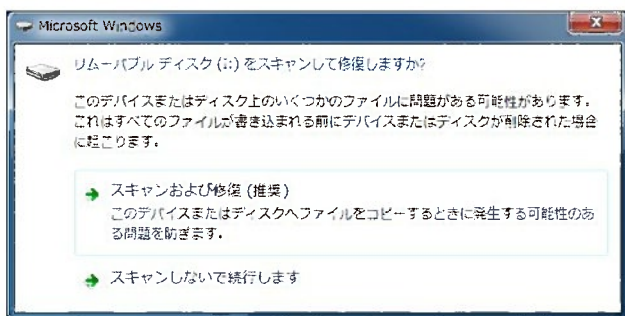 Microsoft Windows
リムーバブル ディスク (I:) をスキャンして修復しますか?
このデバイスまたはディスク上のいくつかのファイルに問題がある可能性があります。
これはすべてのファイルが書き込まれる前にデバイスまたはディスクが削除された場合
に起こります。
スキャンおよび修復 (推奨)
このデバイスまたはディスクへファイルをコピーするときに発生する可能性のあ
る問題を防ぎます。
スキャンしないで続行します